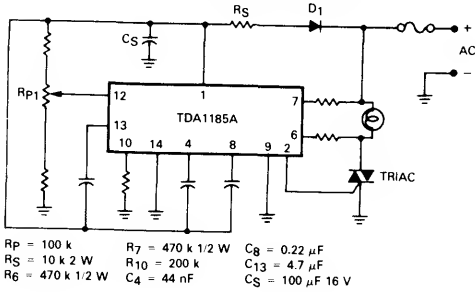 RS D1
CS + AC –
RP1 12 1 7
TDA1185A
13 6
10 14 4 8 9 2
TRIAC
RP = 100 k R7 = 470 k 1/2 W C8 = 0.22 µF
RS = 10 k 2 W R10 = 200 k C13 = 4.7 µF
R6 = 470 k 1/2 W C4 = 44 nF CS = 100 µF 16 V